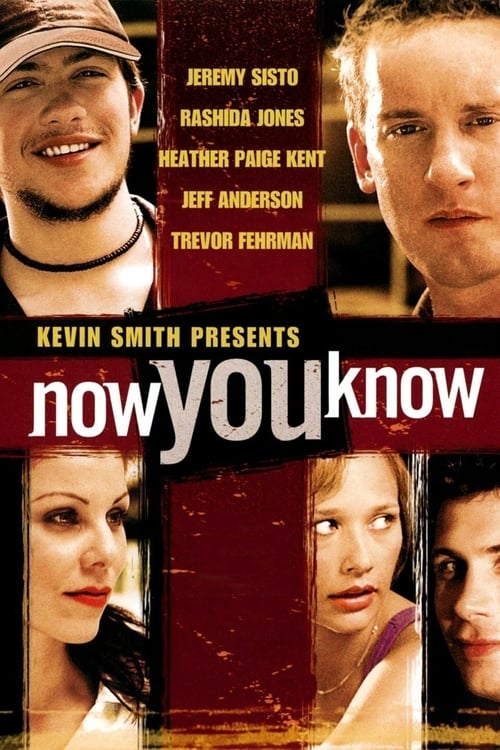 JEREMY SISTO
RASHIDA JONES
HEATHER PAIGE KENT
JEFF ANDERSON
TREVOR FEHRMAN
KEVIN SMITH PRESENTS
now you know